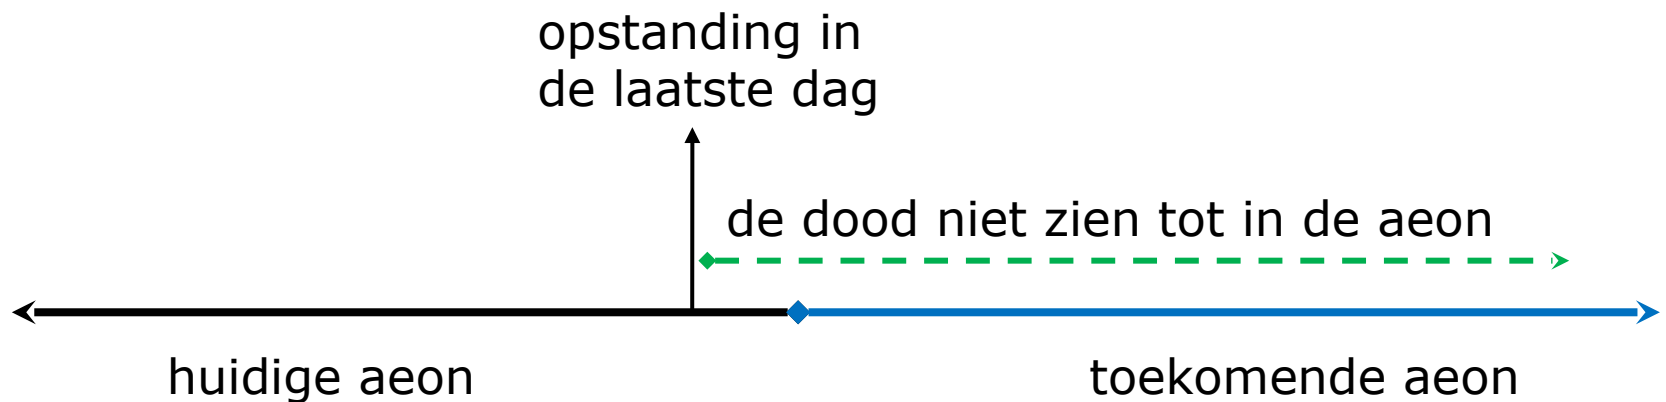 opstanding in
de laatste dag
de dood niet zien tot in de aeon
huidige aeon
toekomende aeon